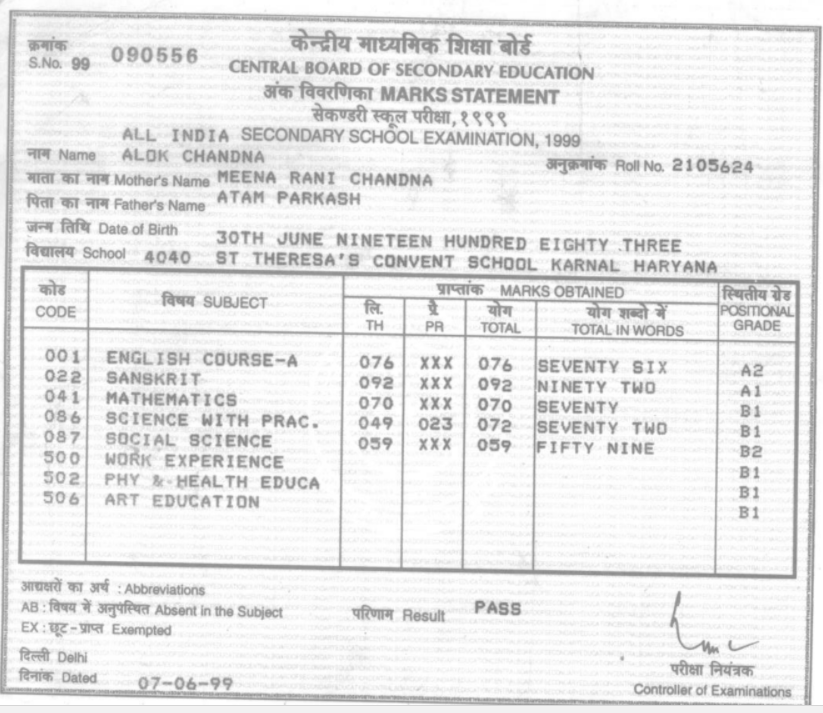 क्रमांक
S.No. 99 090556
केन्द्रीय माध्यमिक शिक्षा बोर्ड
CENTRAL BOARD OF SECONDARY EDUCATION
अंक विवरणिका MARKS STATEMENT
सेकण्डरी स्कूल परीक्षा, १९९९
ALL INDIA SECONDARY SCHOOL EXAMINATION, 1999
नाम Name ALOK CHANDNA अनुक्रमांक Roll No. 2105624
माता का नाम Mother's Name MEENA RANI CHANDNA
पिता का नाम Father's Name ATAM PARKASH
जन्म तिथि Date of Birth 30TH JUNE NINETEEN HUNDRED EIGHTY THREE
विद्यालय School 4040 ST THERESA'S CONVENT SCHOOL KARNAL HARYANA
कोड विषय SUBJECT प्राप्तांक MARKS OBTAINED स्थितीय ग्रेड
CODE लि. प्रै योग योग शब्दो में POSITIONAL
TH PR TOTAL TOTAL IN WORDS GRADE
001 ENGLISH COURSE-A 076 XXX 076 SEVENTY SIX A2
022 SANSKRIT 092 XXX 092 NINETY TWO A1
041 MATHEMATICS 070 XXX 070 SEVENTY B1
086 SCIENCE WITH PRAC. 049 023 072 SEVENTY TWO B1
087 SOCIAL SCIENCE 059 XXX 059 FIFTY NINE B2
500 WORK EXPERIENCE B1
502 PHY & HEALTH EDUCA B1
506 ART EDUCATION B1
आद्यक्षरों का अर्थ : Abbreviations
AB : विषय में अनुपस्थित Absent in the Subject परिणाम Result PASS
EX : छूट-प्राप्त Exempted
दिल्ली Delhi
दिनांक Dated 07-06-99
परीक्षा नियंत्रक
Controller of Examinations